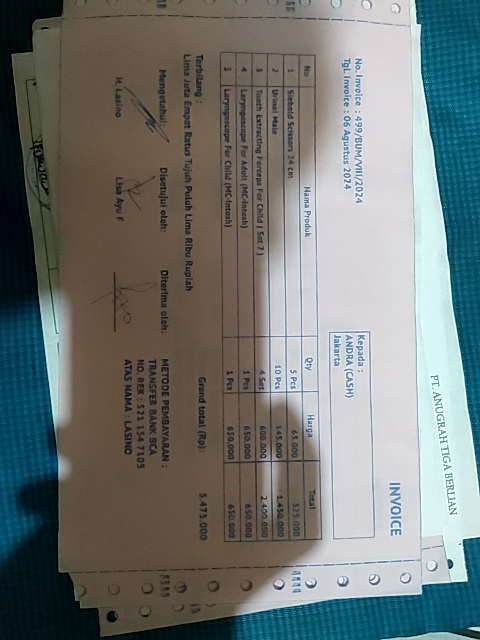 INVOICE
No. Invoice : 499/BUM/VIII/2024
Tgl. Invoice : 06 Agustus 2024
Kepada :
ANDRA (CASH)
Jakarta
No Nama Produk Qty Harga Total
1 Siebold Scissors 24 cm 5 Pcs 65.000 325.000
2 Urinal Male 10 Pcs 145.000 1.450.000
3 Tooth Extracting Forceps For Child ( Set 7 ) 4 Set 600.000 2.400.000
4 Laryngoscope For Adult (MC-Intosh) 1 Pcs 650.000 650.000
5 Laryngoscope For Child (MC-Intosh) 1 Pcs 650.000 650.000
Grand total (Rp): 5.475.000
Terbilang :
Lima Juta Empat Ratus Tujuh Puluh Lima Ribu Rupiah
Mengetahui: Disetujui oleh: Diterima oleh:
H. Lasino Lisa Ayu F
METODE PEMBAYARAN :
TRANSFER BANK BCA
NO. REK : 521 134 7105
ATAS NAMA : LASINO
PT. ANUGRAH TIGA BERLIAN